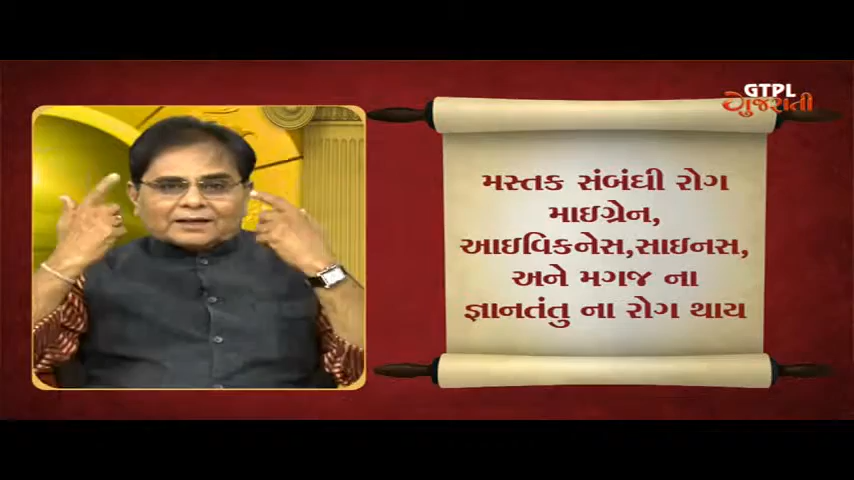 GTPL
ગુજરાતી
મસ્તક સંબંઘી રોગ
માઇગ્રેન,
આઇવિકનેસ,સાઇનસ,
અને મગજ ના
જ્ઞાનતંતુ ના રોગ થાય